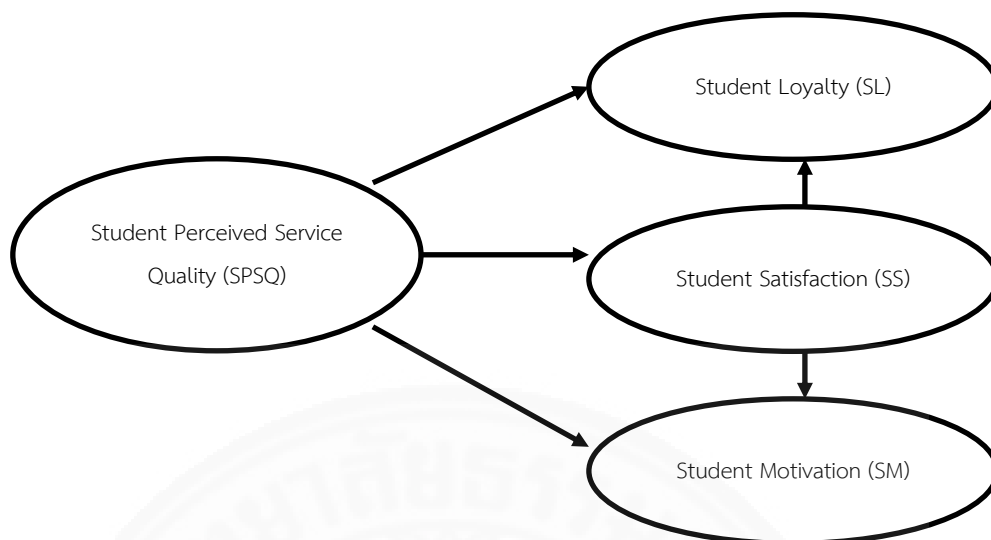 Student Loyalty (SL)
Student Perceived Service
Quality (SPSQ)
Student Satisfaction (SS)
Student Motivation (SM)